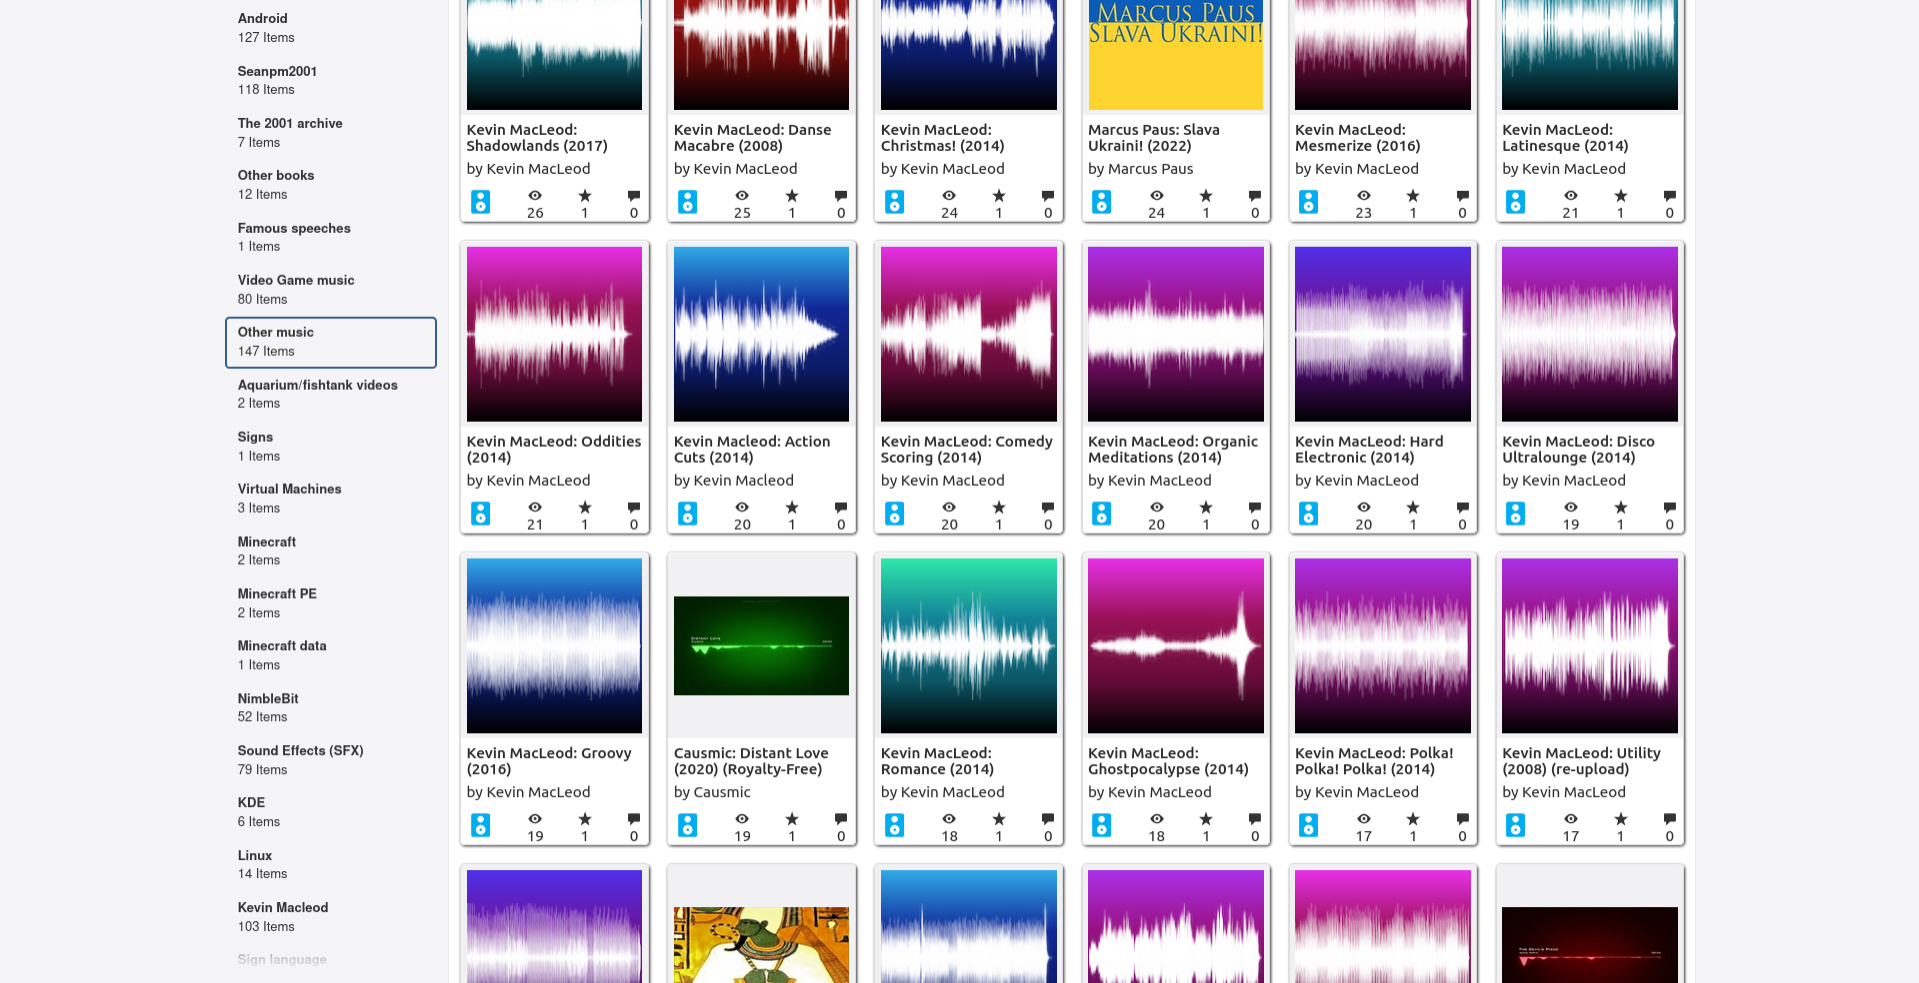 Android
127 Items
Seanpm2001
118 Items
The 2001 archive
7 Items
Other books
12 Items
Famous speeches
1 Items
Video Game music
80 Items
Other music
147 Items
Aquarium/fishtank videos
2 Items
Signs
1 Items
Virtual Machines
3 Items
Minecraft
2 Items
Minecraft PE
2 Items
Minecraft data
1 Items
NimbleBit
52 Items
Sound Effects (SFX)
79 Items
KDE
6 Items
Linux
14 Items
Kevin Macleod
103 Items
Sign language
MARCUS PAUS
SLAVA UKRAINI!
Kevin MacLeod:
Shadowlands (2017)
by Kevin MacLeod
26 1 0
Kevin MacLeod: Danse
Macabre (2008)
by Kevin MacLeod
25 1 0
Kevin MacLeod:
Christmas! (2014)
by Kevin MacLeod
24 1 0
Marcus Paus: Slava
Ukraini! (2022)
by Marcus Paus
24 1 0
Kevin MacLeod:
Mesmerize (2016)
by Kevin MacLeod
23 1 0
Kevin MacLeod:
Latinesque (2014)
by Kevin MacLeod
21 1 0
Kevin MacLeod: Oddities
(2014)
by Kevin MacLeod
21 1 0
Kevin Macleod: Action
Cuts (2014)
by Kevin Macleod
20 1 0
Kevin MacLeod: Comedy
Scoring (2014)
by Kevin MacLeod
20 1 0
Kevin MacLeod: Organic
Meditations (2014)
by Kevin MacLeod
20 1 0
Kevin MacLeod: Hard
Electronic (2014)
by Kevin MacLeod
20 1 0
Kevin MacLeod: Disco
Ultralounge (2014)
by Kevin MacLeod
19 1 0
Kevin MacLeod: Groovy
(2016)
by Kevin MacLeod
19 1 0
DISTANT LOVE
Causmic: Distant Love
(2020) (Royalty-Free)
by Causmic
19 1 0
Kevin MacLeod:
Romance (2014)
by Kevin MacLeod
18 1 0
Kevin MacLeod:
Ghostpocalypse (2014)
by Kevin MacLeod
18 1 0
Kevin MacLeod: Polka!
Polka! Polka! (2014)
by Kevin MacLeod
17 1 0
Kevin MacLeod: Utility
(2008) (re-upload)
by Kevin MacLeod
17 1 0
THE DEVIL'S PIANO